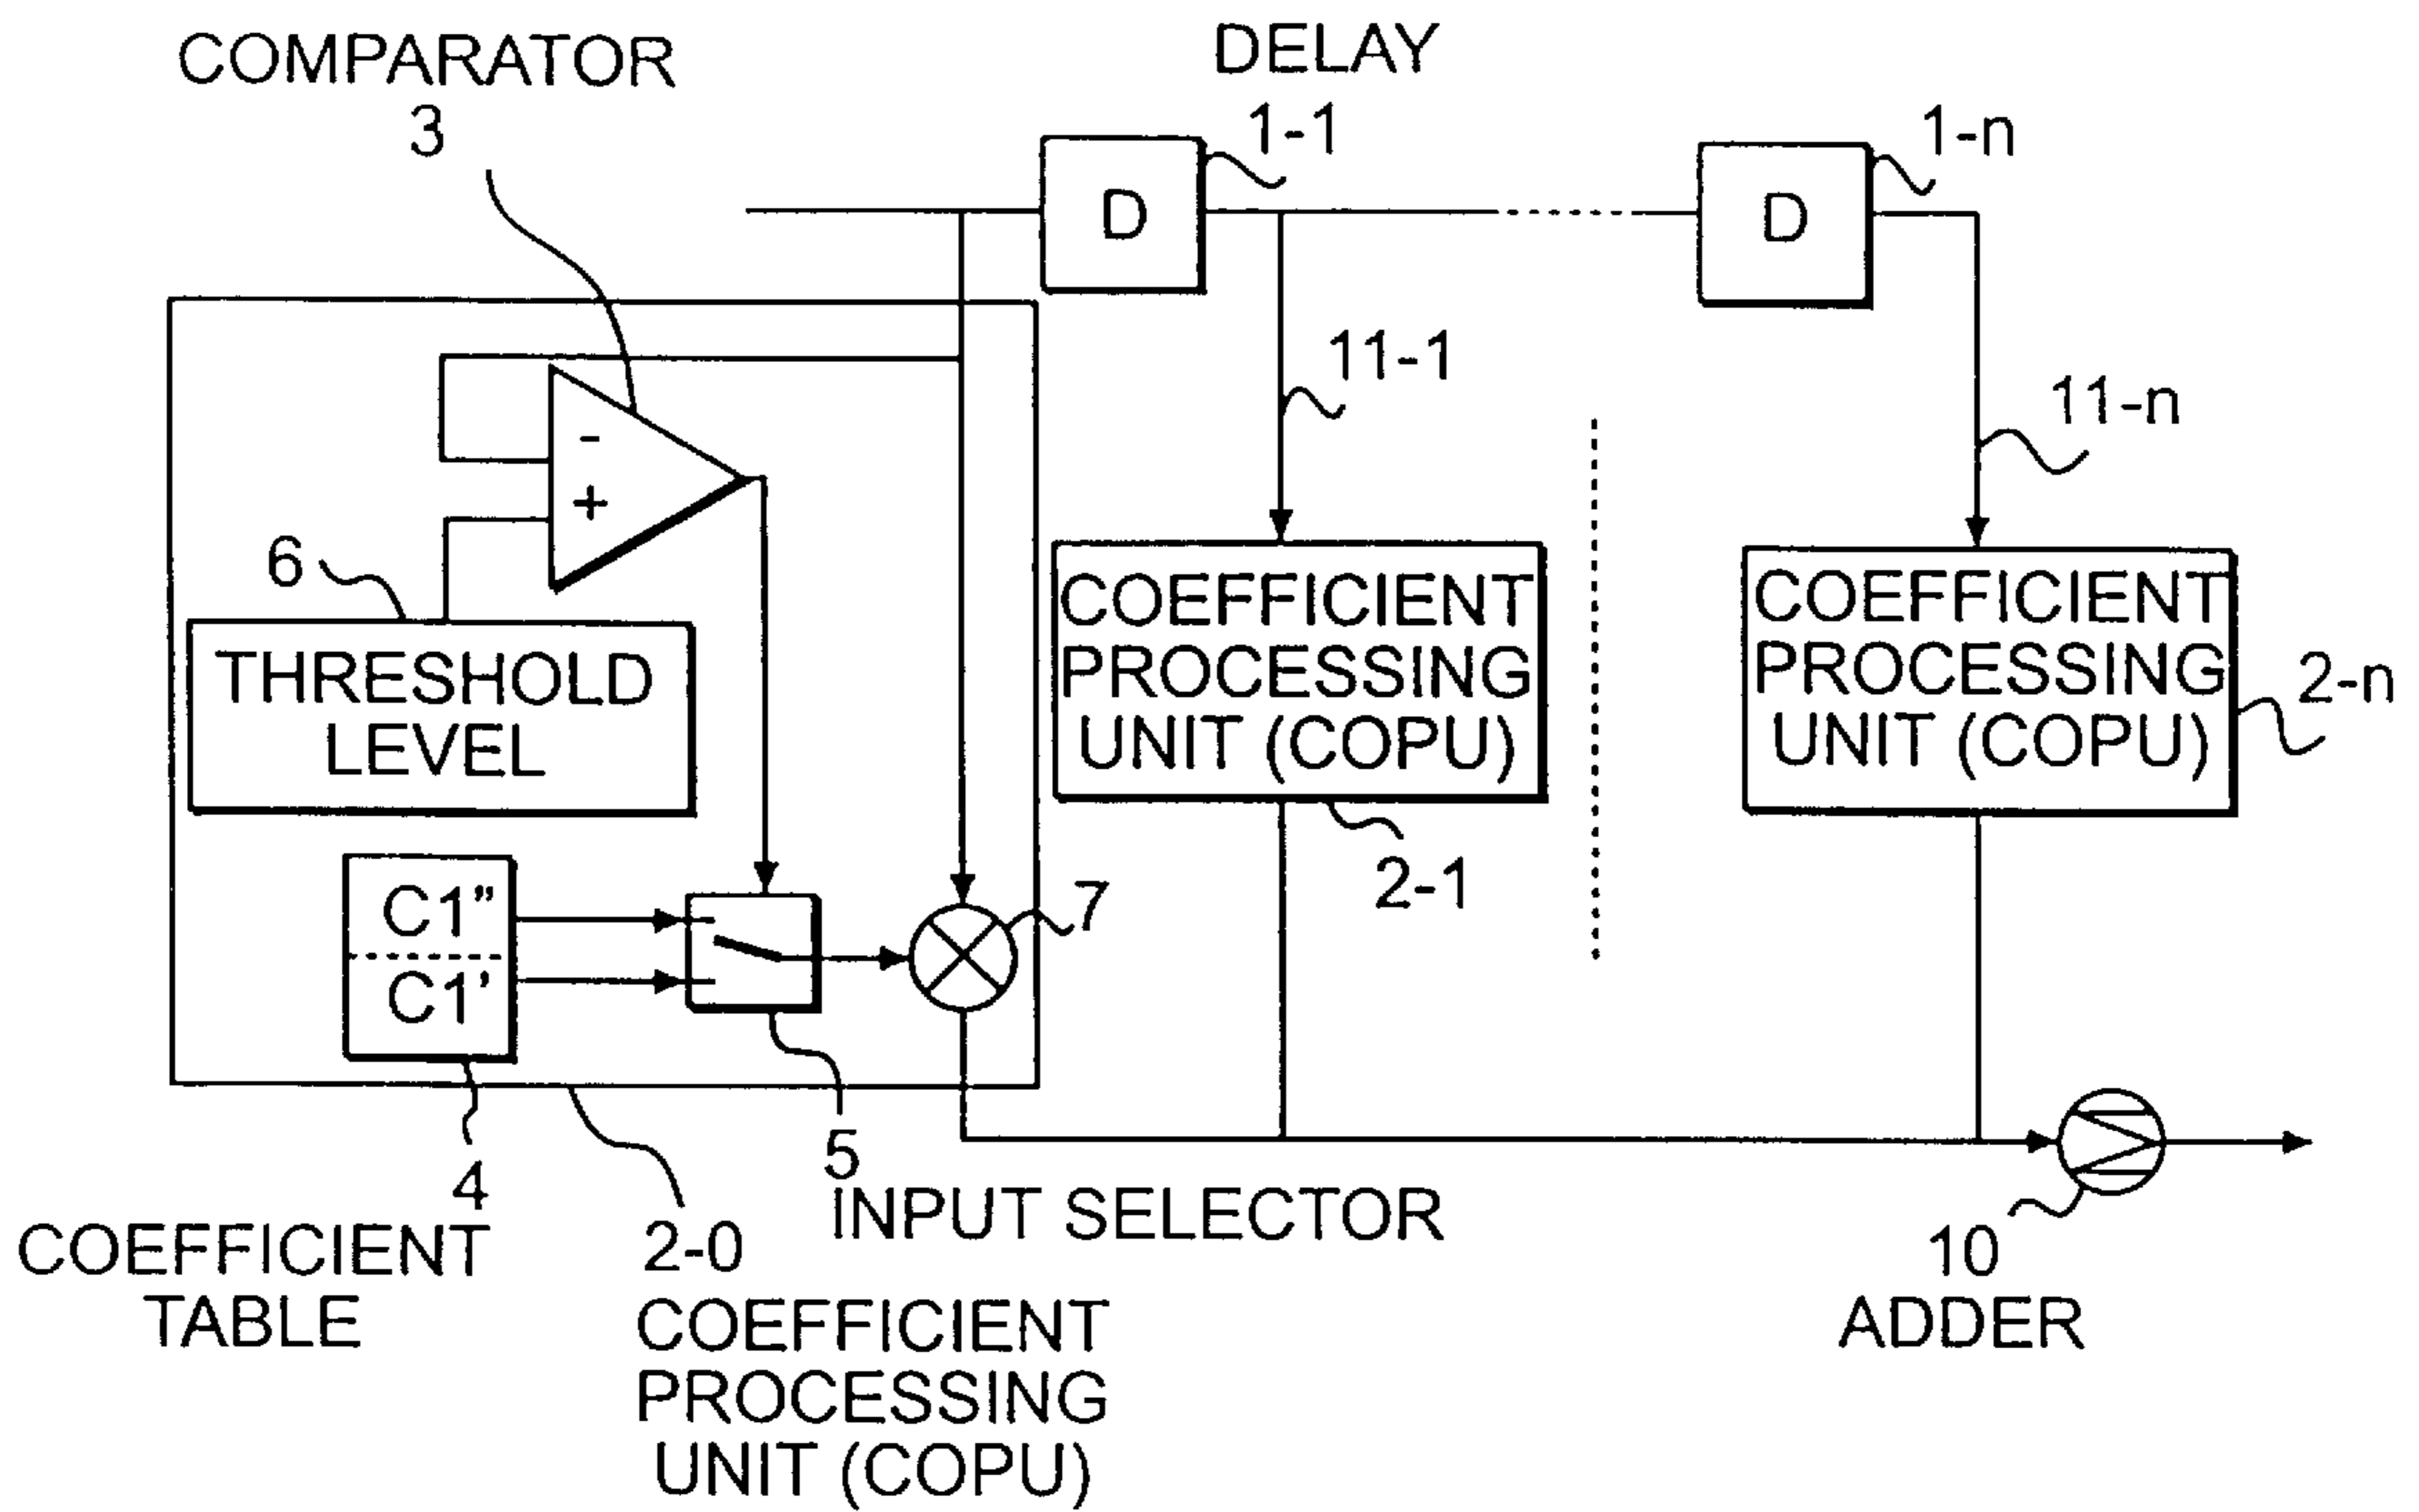 COMPARATOR
3
DELAY
1-1
1-n
D
D
11-1
11-n
-
+
6
THRESHOLD
LEVEL
COEFFICIENT
PROCESSING
UNIT (COPU)
2-1
COEFFICIENT
PROCESSING
UNIT (COPU)
2-n
C1”
C1’
7
4
COEFFICIENT
TABLE
5
INPUT SELECTOR
2-0
COEFFICIENT
PROCESSING
UNIT (COPU)
10
ADDER